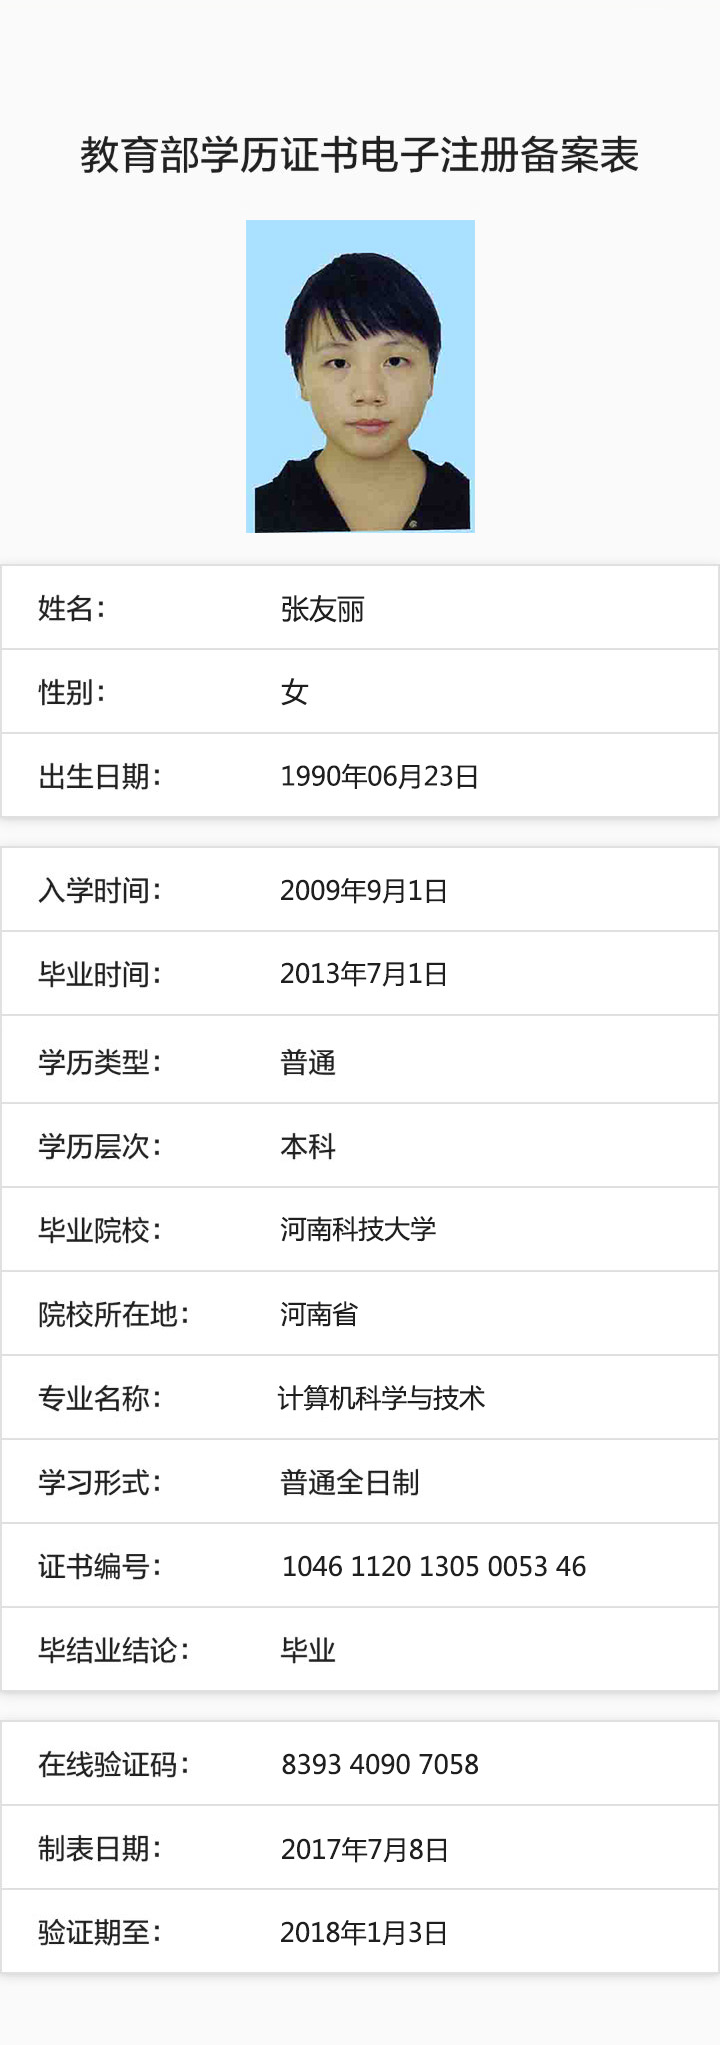 教育部学历证书电子注册备案表
姓名： 张友丽
性别： 女
出生日期： 1990年06月23日
入学时间： 2009年9月1日
毕业时间： 2013年7月1日
学历类型： 普通
学历层次： 本科
毕业院校： 河南科技大学
院校所在地： 河南省
专业名称： 计算机科学与技术
学习形式： 普通全日制
证书编号： 1046 1120 1305 0053 46
毕结业结论： 毕业
在线验证码： 8393 4090 7058
制表日期： 2017年7月8日
验证期至： 2018年1月3日